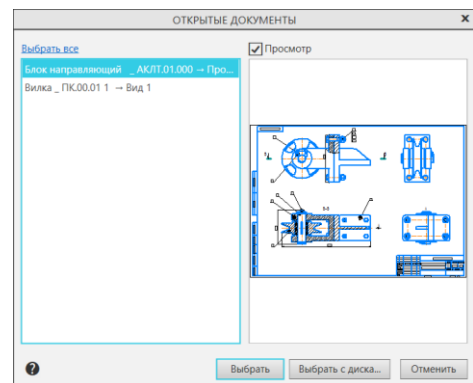 ОТКРЫТЫЕ ДОКУМЕНТЫ
Выбрать все
Просмотр
Блок направляющий _ АКЛТ.01.000 → Про...
Вилка _ ПК.00.01 1 → Вид 1
Выбрать
Выбрать с диска...
Отменить